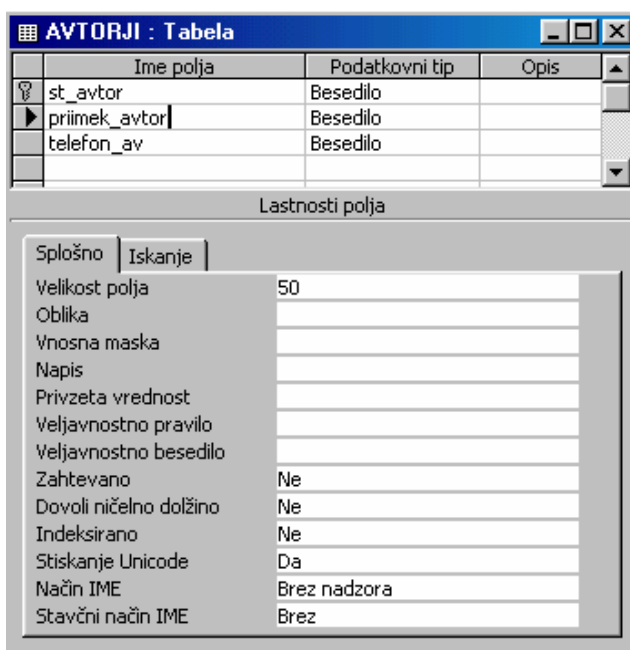 AVTORJI : Tabela
Ime polja Podatkovni tip Opis
st_avtor Besedilo
priimek_avtor Besedilo
telefon_av Besedilo
Lastnosti polja
Splošno Iskanje
Velikost polja 50
Oblika
Vnosna maska
Napis
Privzeta vrednost
Veljavnostno pravilo
Veljavnostno besedilo
Zahtevano Ne
Dovoli ničelno dolžino Ne
Indeksirano Ne
Stiskanje Unicode Da
Način IME Brez nadzora
Stavčni način IME Brez